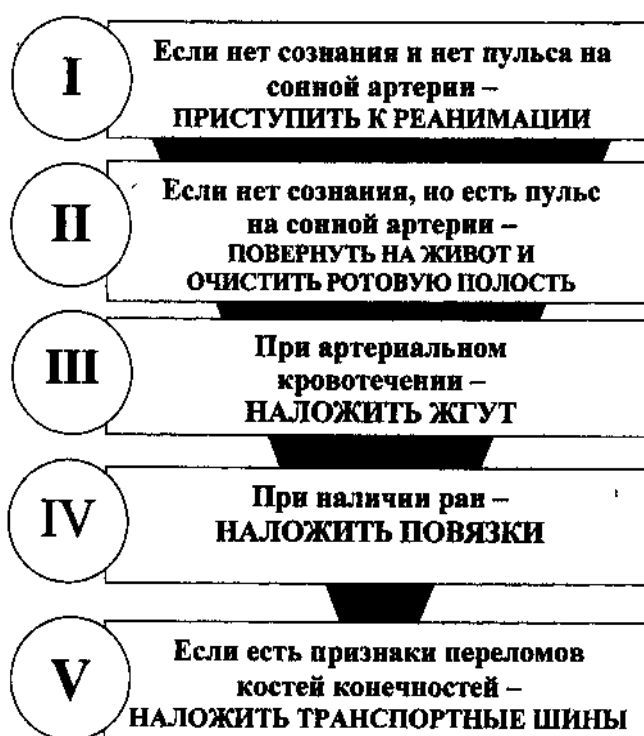 I
Если нет сознания и нет пульса на
сонной артерии –
ПРИСТУПИТЬ К РЕАНИМАЦИИ
II
Если нет сознания, но есть пульс
на сонной артерии –
ПОВЕРНУТЬ НА ЖИВОТ И
ОЧИСТИТЬ РОТОВУЮ ПОЛОСТЬ
III
При артериальном
кровотечении –
НАЛОЖИТЬ ЖГУТ
IV
При наличии ран –
НАЛОЖИТЬ ПОВЯЗКИ
V
Если есть признаки переломов
костей конечностей –
НАЛОЖИТЬ ТРАНСПОРТНЫЕ ШИНЫ